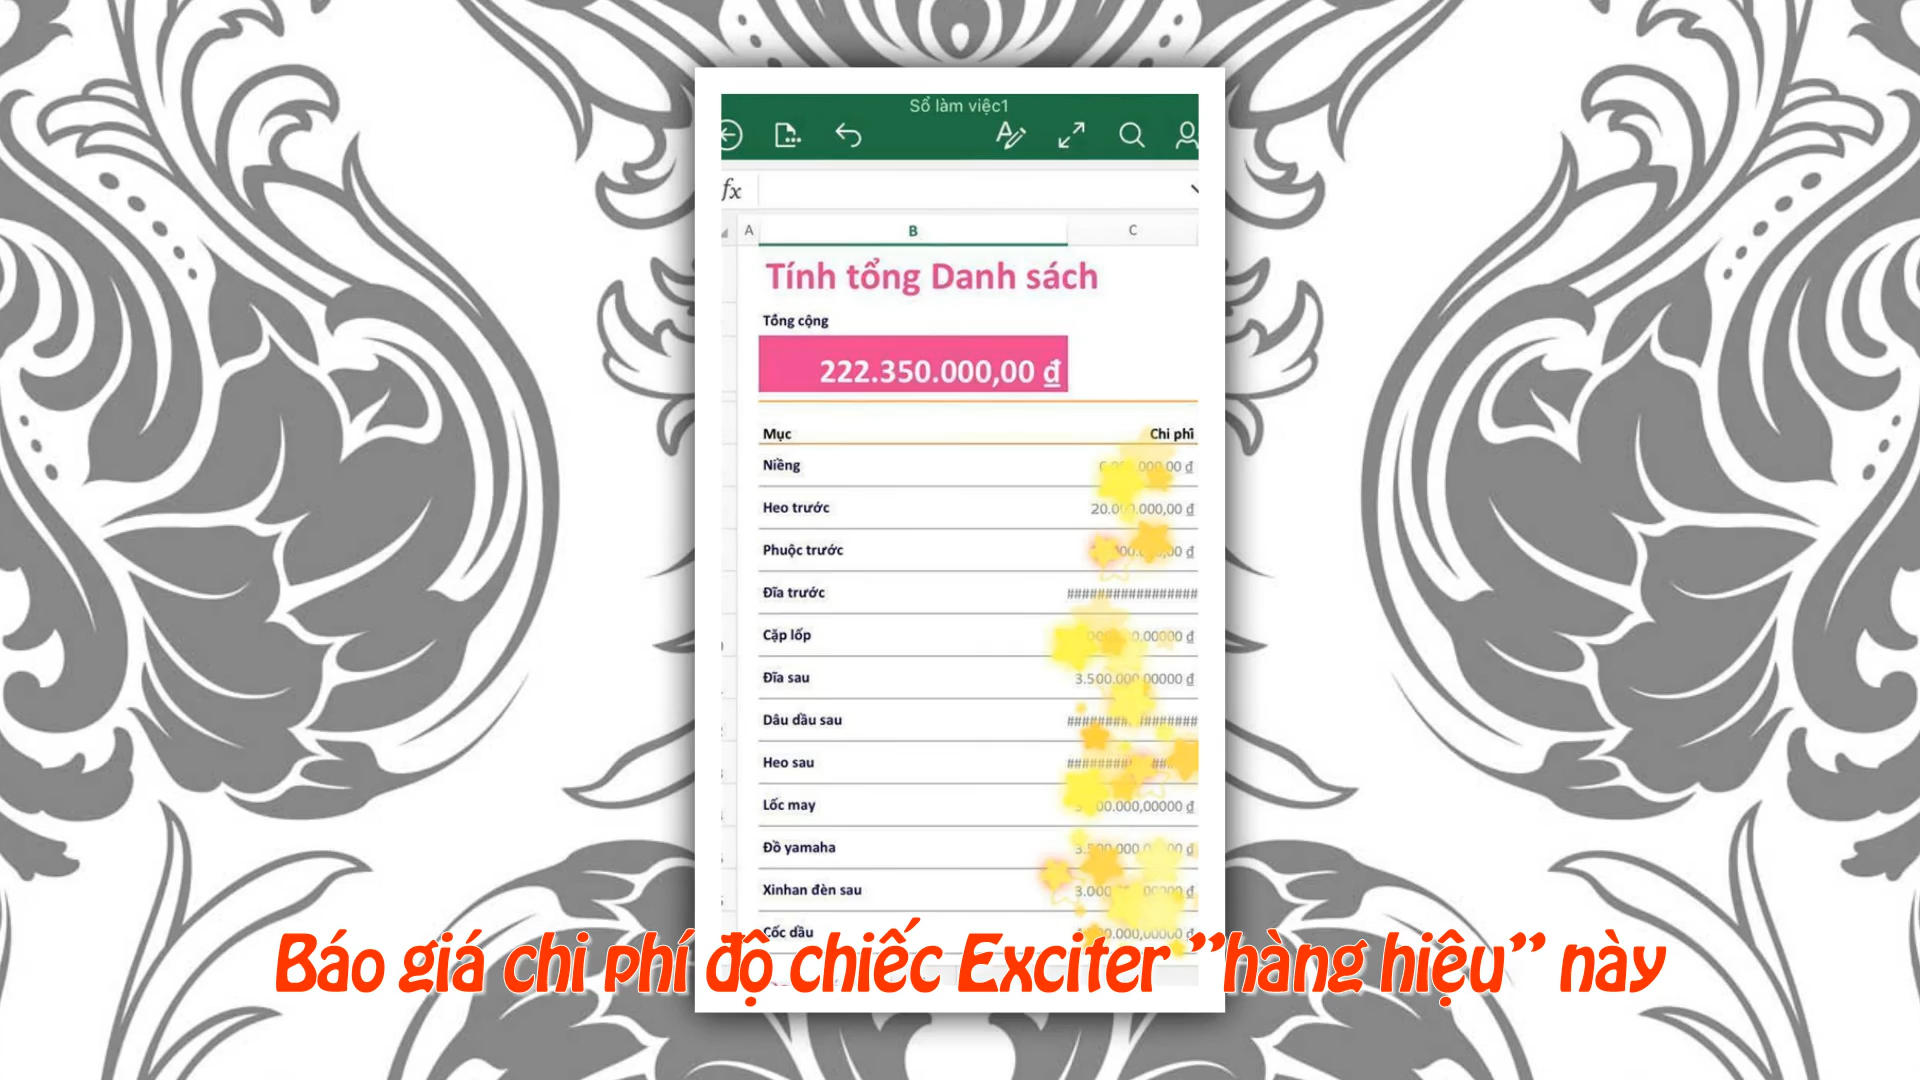 Sổ làm việc1
fx
A B C
Tính tổng Danh sách
Tổng cộng
222.350.000,00 ₫
Mục Chi phí
Niềng
Heo trước
Phuộc trước
Đĩa trước #################
Cặp lốp
Đĩa sau
Dâu dầu sau
Heo sau
Lốc may
Đồ yamaha
Xinhan đèn sau
Cốc dầu
Báo giá chi phí độ chiếc Exciter "hàng hiệu" này